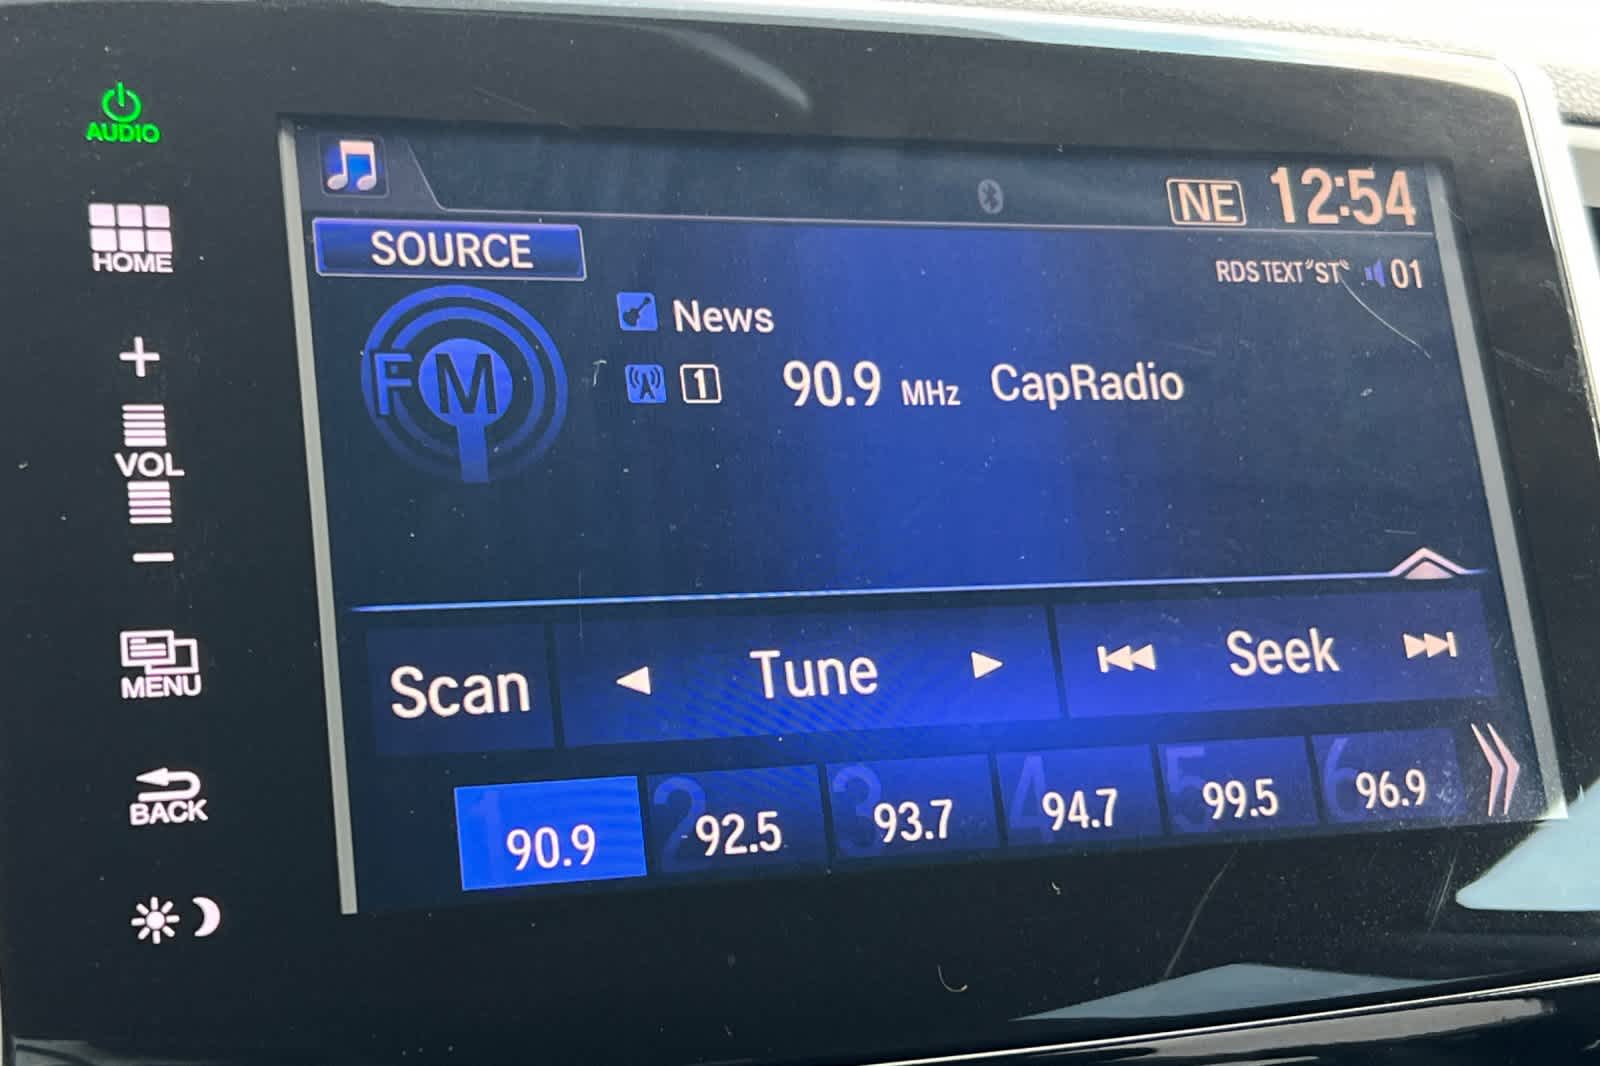 AUDIO
HOME
+
VOL
−
MENU
BACK
NE 12:54
SOURCE
RDS TEXT "ST" 01
FM
News
1 90.9 MHz CapRadio
Scan Tune Seek
1 90.9 2 92.5 3 93.7 4 94.7 5 99.5 6 96.9